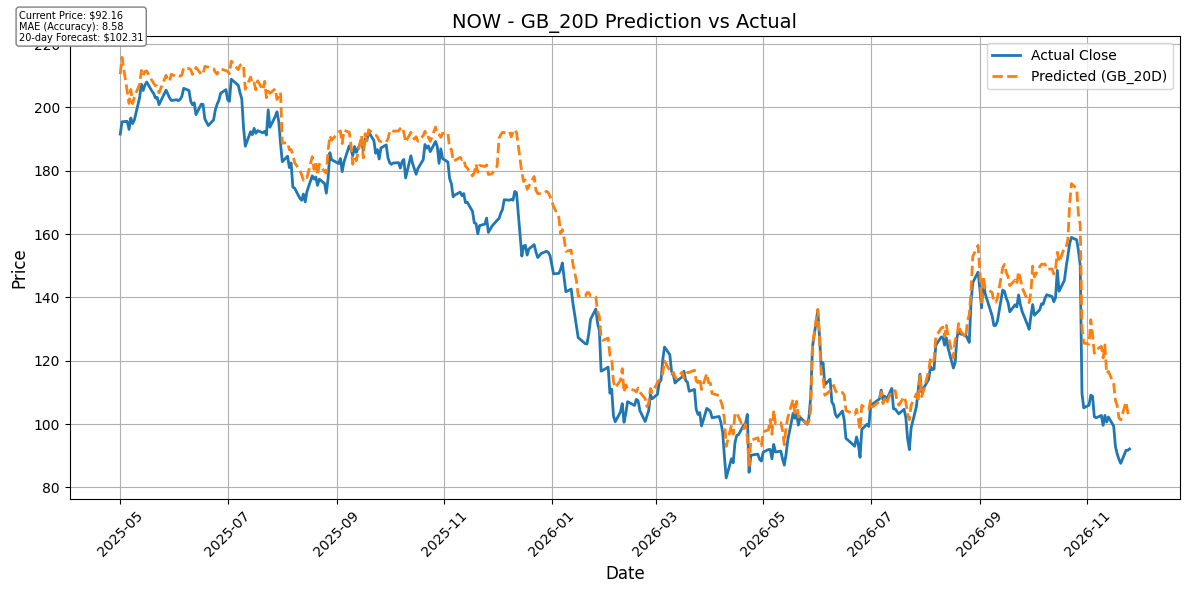 NOW - GB_20D Prediction vs Actual
Current Price: $92.16
MAE (Accuracy): 8.58
20-day Forecast: $102.31
Actual Close
Predicted (GB_20D)
Price
220
200
180
160
140
120
100
80
2025-05
2025-07
2025-09
2025-11
2026-01
2026-03
2026-05
2026-07
2026-09
2026-11
Date